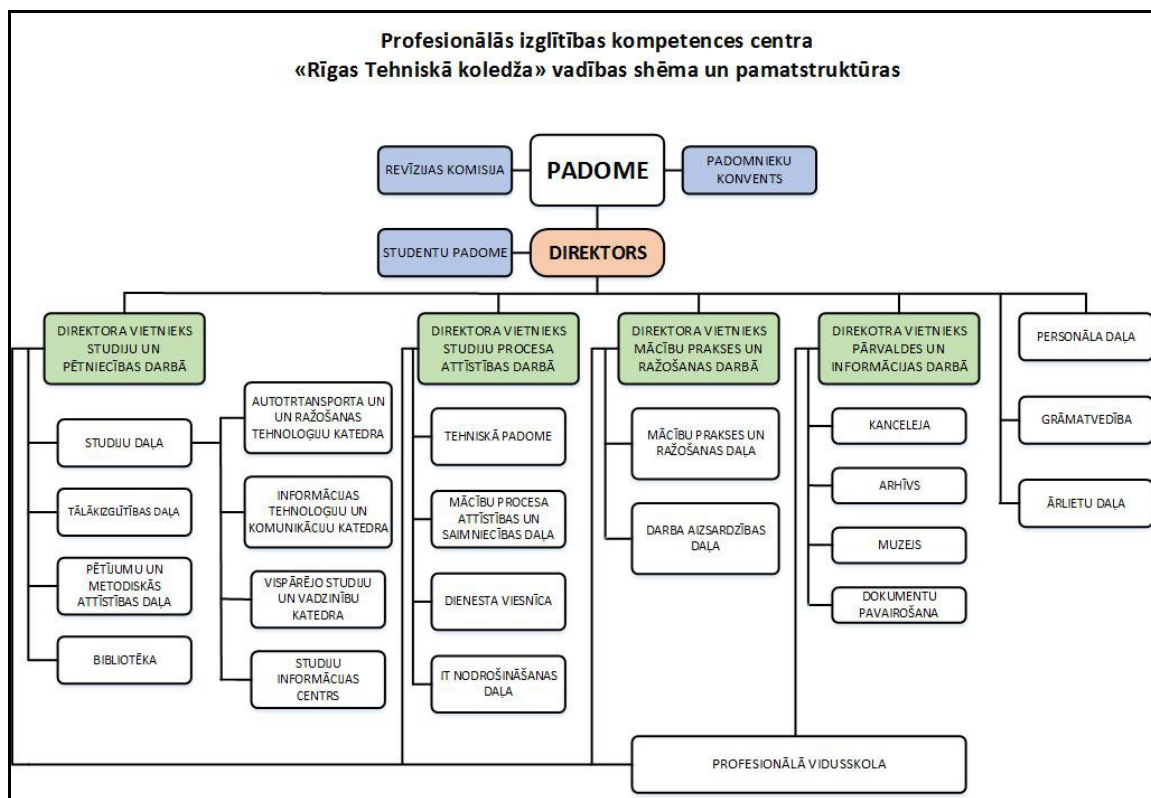 Profesionālās izglītības kompetences centra
«Rīgas Tehniskā koledža» vadības shēma un pamatstruktūras
REVĪZIJAS KOMISIJA
PADOME
PADOMNIEKU
KONVENTS
STUDENTU PADOME
DIREKTORS
DIREKTORA VIETNIEKS
STUDIJU UN
PĒTNIECĪBAS DARBĀ
DIREKTORA VIETNIEKS
STUDIJU PROCESA
ATTĪSTĪBAS DARBĀ
DIREKTORA VIETNIEKS
MĀCĪBU PRAKSES UN
RAŽOŠANAS DARBĀ
DIREKOTRA VIETNIEKS
PĀRVALDES UN
INFORMĀCIJAS DARBĀ
PERSONĀLA DAĻA
STUDIJU DAĻA
TĀLĀKIZGLĪTĪBAS DAĻA
PĒTĪJUMU UN
METODISKĀS
ATTĪSTĪBAS DAĻA
BIBLIOTĒKA
AUTOTRTANSPORTA UN
UN RAŽOŠANAS
TEHNOLOĢIJU KATEDRA
INFORMĀCIJAS
TEHNOLOĢIJU UN
KOMUNIKĀCIJU KATEDRA
VISPĀRĒJO STUDIJU
UN VADZINĪBU
KATEDRA
STUDIJU
INFORMĀCIJAS
CENTRS
TEHNISKĀ PADOME
MĀCĪBU PROCESA
ATTĪSTĪBAS UN
SAIMNIECĪBAS DAĻA
DIENESTA VIESNĪCA
IT NODROŠINĀŠANAS
DAĻA
MĀCĪBU PRAKSES UN
RAŽOŠANAS DAĻA
DARBA AIZSARDZĪBAS
DAĻA
KANCELEJA
ARHĪVS
MUZEJS
DOKUMENTU
PAVAIROŠANA
GRĀMATVEDĪBA
ĀRLIETU DAĻA
PROFESIONĀLĀ VIDUSSKOLA